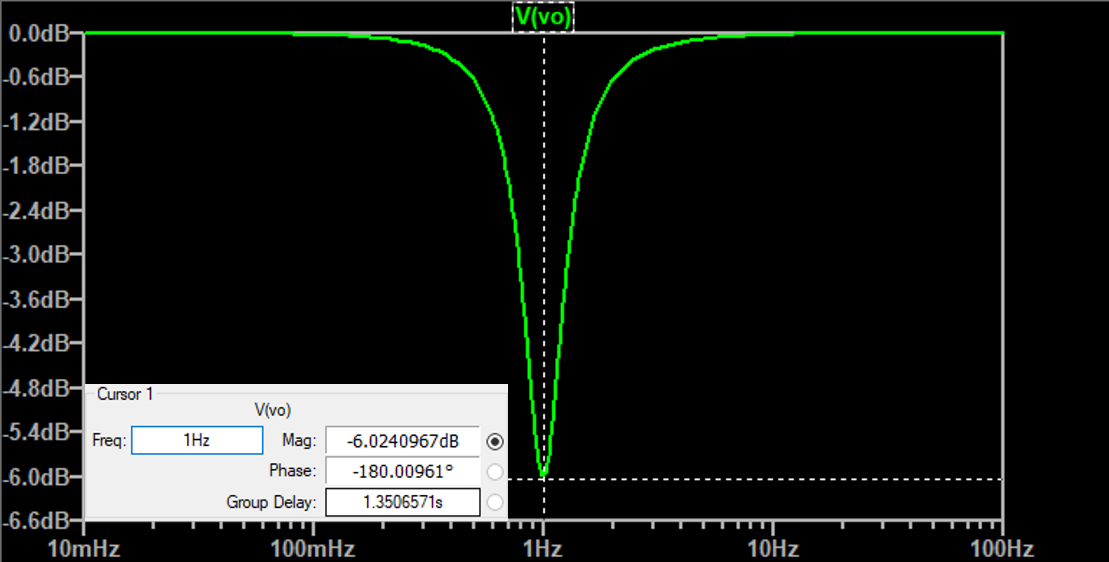 V(vo)
0.0dB
-0.6dB
-1.2dB
-1.8dB
-2.4dB
-3.0dB
-3.6dB
-4.2dB
-4.8dB
-5.4dB
-6.0dB
-6.6dB
Cursor 1
V(vo)
Freq: 1Hz Mag: -6.0240967dB
Phase: -180.00961°
Group Delay: 1.3506571s
10mHz 100mHz 1Hz 10Hz 100Hz